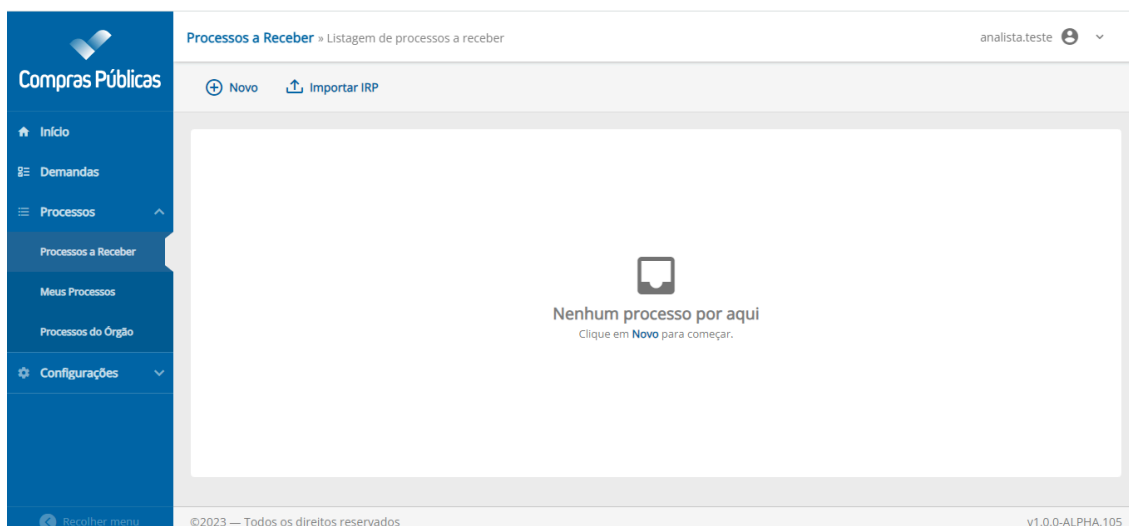 Compras Públicas
Início
Demandas
Processos
Processos a Receber
Meus Processos
Processos do Órgão
Configurações
Recolher menu
Processos a Receber » Listagem de processos a receber
analista.teste
Novo
Importar IRP
Nenhum processo por aqui
Clique em Novo para começar.
©2023 — Todos os direitos reservados
v1.0.0-ALPHA.105